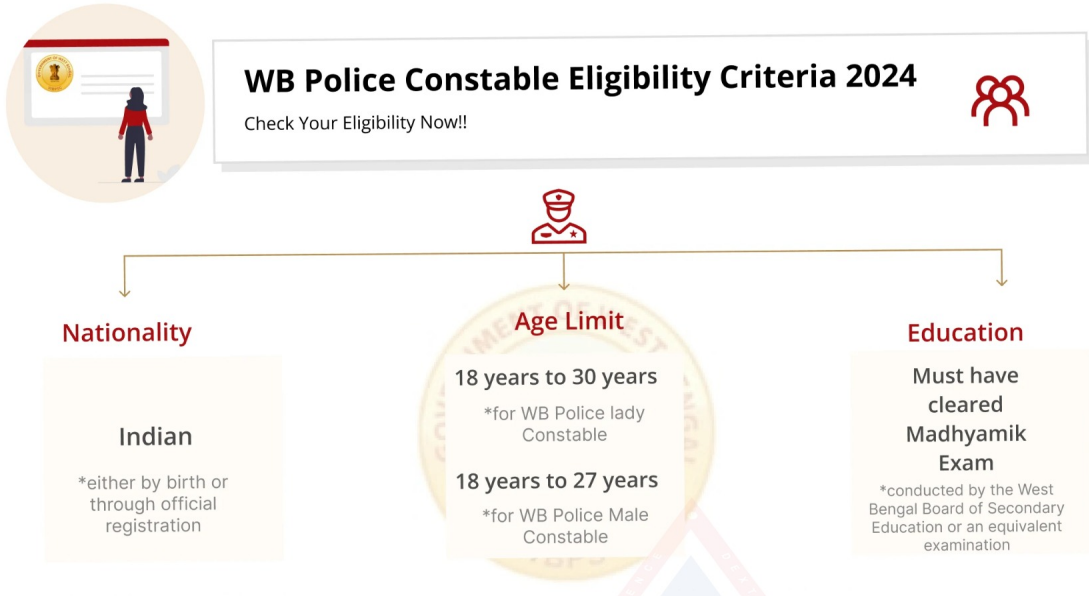 WB Police Constable Eligibility Criteria 2024
Check Your Eligibility Now!!
Nationality
Indian
*either by birth or
through official
registration
Age Limit
18 years to 30 years
*for WB Police lady
Constable
18 years to 27 years
*for WB Police Male
Constable
Education
Must have
cleared
Madhyamik
Exam
*conducted by the West
Bengal Board of Secondary
Education or an equivalent
examination